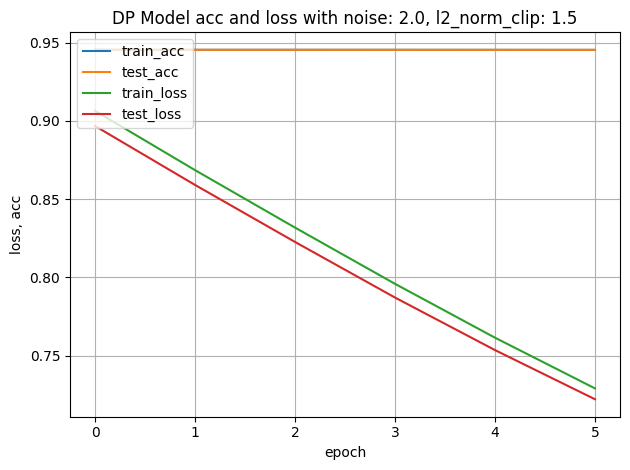 DP Model acc and loss with noise: 2.0, l2_norm_clip: 1.5
0.95
train_acc
test_acc
train_loss
test_loss
0.90
0.85
0.80
0.75
loss, acc
0 1 2 3 4 5
epoch